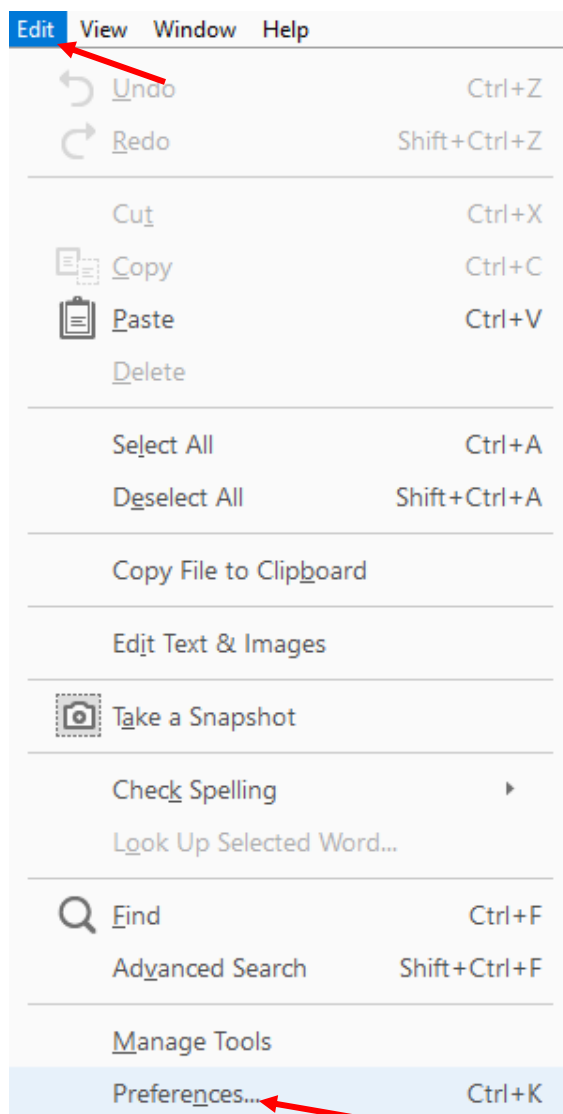 Edit View Window Help
Undo Ctrl+Z
Redo Shift+Ctrl+Z
Cut Ctrl+X
Copy Ctrl+C
Paste Ctrl+V
Delete
Select All Ctrl+A
Deselect All Shift+Ctrl+A
Copy File to Clipboard
Edit Text & Images
Take a Snapshot
Check Spelling
Look Up Selected Word...
Find Ctrl+F
Advanced Search Shift+Ctrl+F
Manage Tools
Preferences... Ctrl+K